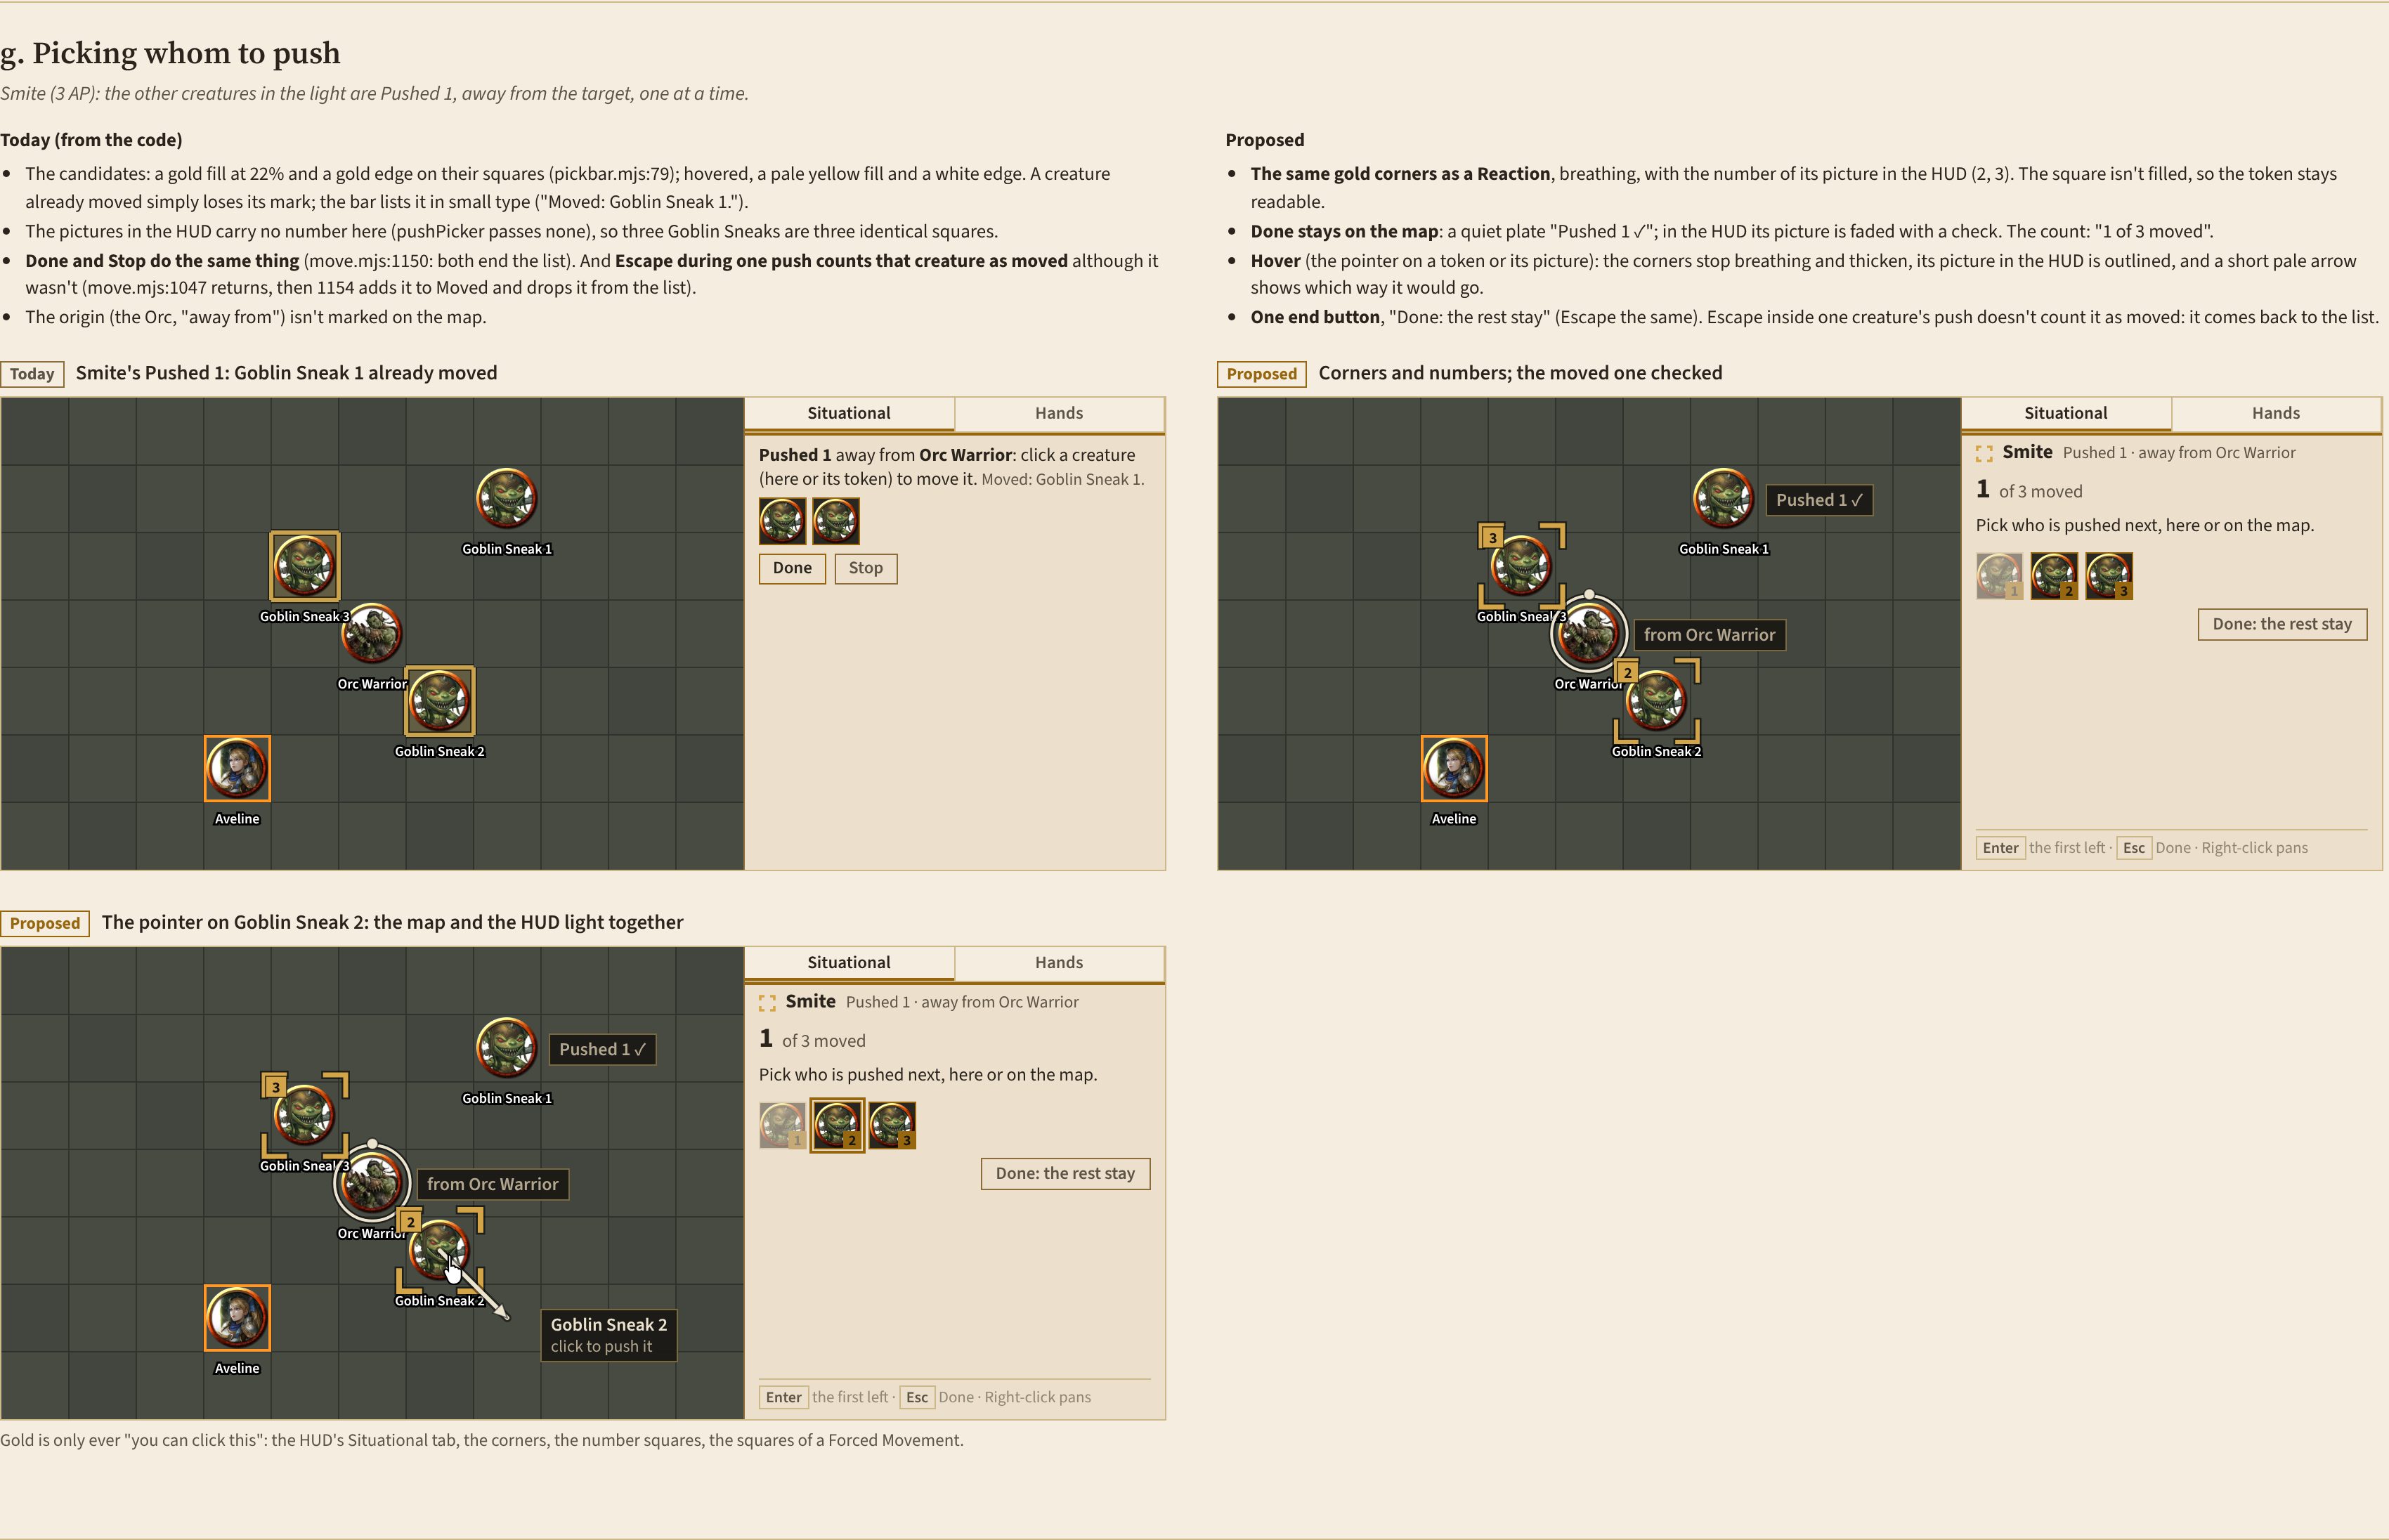 g. Picking whom to push
Smite (3 AP): the other creatures in the light are Pushed 1, away from the target, one at a time.
Today (from the code)
• The candidates: a gold fill at 22% and a gold edge on their squares (pickbar.mjs:79); hovered, a pale yellow fill and a white edge. A creature
already moved simply loses its mark; the bar lists it in small type ("Moved: Goblin Sneak 1.").
• The pictures in the HUD carry no number here (pushPicker passes none), so three Goblin Sneaks are three identical squares.
• Done and Stop do the same thing (move.mjs:1150: both end the list). And Escape during one push counts that creature as moved although it
wasn't (move.mjs:1047 returns, then 1154 adds it to Moved and drops it from the list).
• The origin (the Orc, "away from") isn't marked on the map.
Proposed
• The same gold corners as a Reaction, breathing, with the number of its picture in the HUD (2, 3). The square isn't filled, so the token stays
readable.
• Done stays on the map: a quiet plate "Pushed 1 ✓"; in the HUD its picture is faded with a check. The count: "1 of 3 moved".
• Hover (the pointer on a token or its picture): the corners stop breathing and thicken, its picture in the HUD is outlined, and a short pale arrow
shows which way it would go.
• One end button, "Done: the rest stay" (Escape the same). Escape inside one creature's push doesn't count it as moved: it comes back to the list.
Today Smite's Pushed 1: Goblin Sneak 1 already moved
Goblin Sneak 1
Goblin Sneak 3
Orc Warrior
Goblin Sneak 2
Aveline
Situational Hands
Pushed 1 away from Orc Warrior: click a creature
(here or its token) to move it. Moved: Goblin Sneak 1.
Done Stop
Proposed Corners and numbers; the moved one checked
Pushed 1 ✓
Goblin Sneak 1
3
Goblin Sneak 3
from Orc Warrior
Orc Warrior
2
Goblin Sneak 2
Aveline
Situational Hands
Smite Pushed 1 · away from Orc Warrior
1 of 3 moved
Pick who is pushed next, here or on the map.
1 2 3
Done: the rest stay
Enter the first left · Esc Done · Right-click pans
Proposed The pointer on Goblin Sneak 2: the map and the HUD light together
Pushed 1 ✓
Goblin Sneak 1
3
Goblin Sneak 3
from Orc Warrior
Orc Warrior
2
Goblin Sneak 2
Goblin Sneak 2
click to push it
Aveline
Situational Hands
Smite Pushed 1 · away from Orc Warrior
1 of 3 moved
Pick who is pushed next, here or on the map.
1 2 3
Done: the rest stay
Enter the first left · Esc Done · Right-click pans
Gold is only ever "you can click this": the HUD's Situational tab, the corners, the number squares, the squares of a Forced Movement.